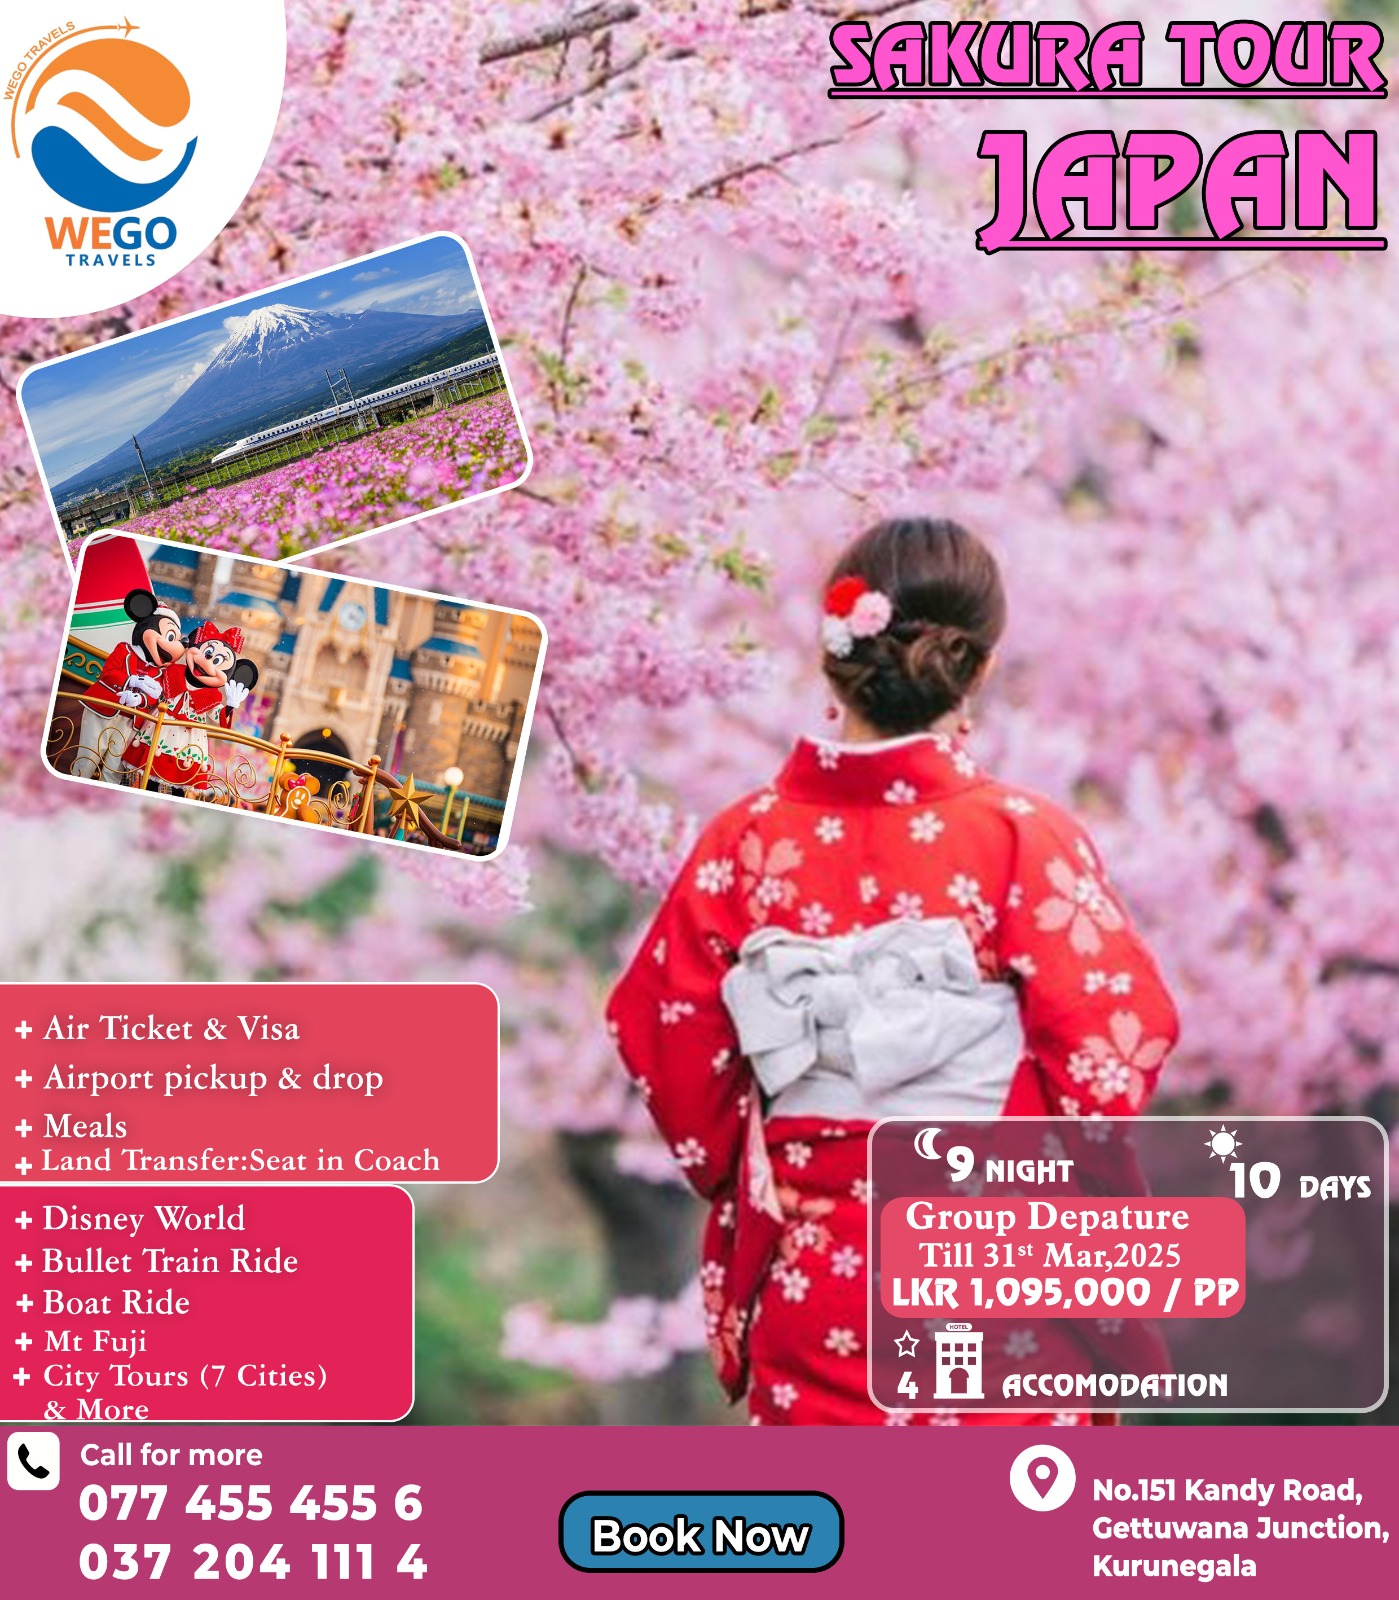 WEGO TRAVELS
WEGO
TRAVELS
SAKURA TOUR
JAPAN
+ Air Ticket & Visa
+ Airport pickup & drop
+ Meals
+ Land Transfer:Seat in Coach
+ Disney World
+ Bullet Train Ride
+ Boat Ride
+ Mt Fuji
+ City Tours (7 Cities)
& More
9 NIGHT
10 DAYS
Group Depature
Till 31st Mar,2025
LKR 1,095,000 / PP
HOTEL
4 ACCOMODATION
Call for more
077 455 455 6
037 204 111 4
Book Now
No.151 Kandy Road,
Gettuwana Junction,
Kurunegala